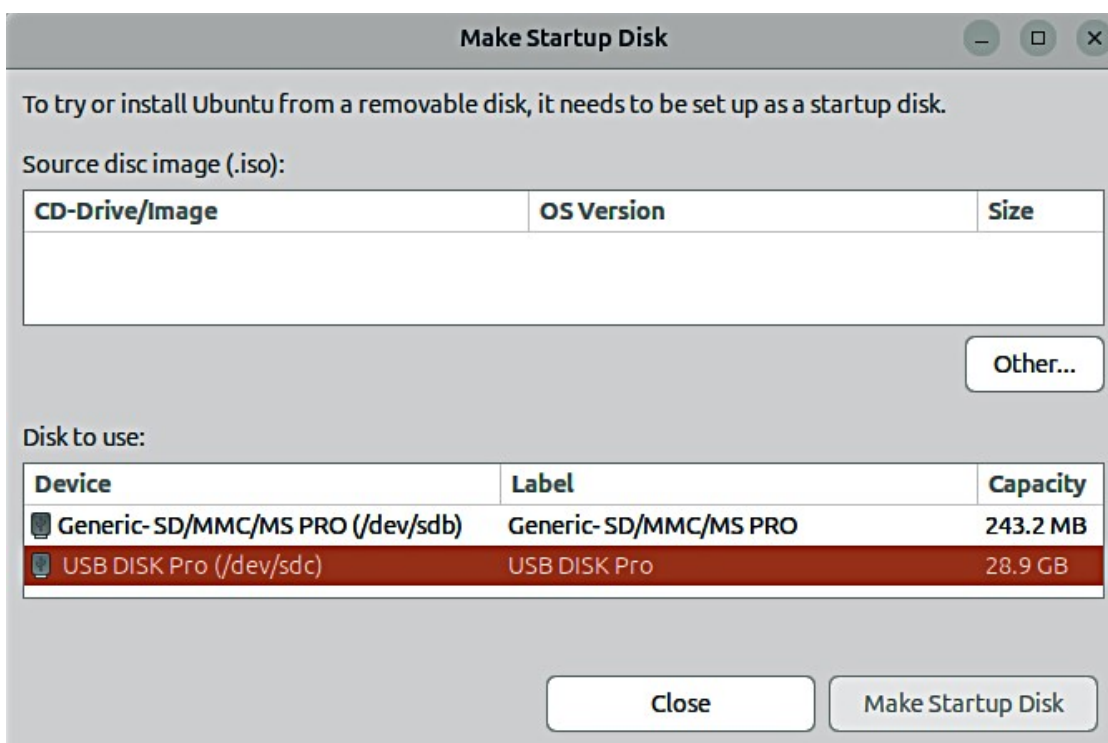 Make Startup Disk
To try or install Ubuntu from a removable disk, it needs to be set up as a startup disk.
Source disc image (.iso):
CD-Drive/Image OS Version Size
Other...
Disk to use:
Device Label Capacity
Generic- SD/MMC/MS PRO (/dev/sdb) Generic- SD/MMC/MS PRO 243.2 MB
USB DISK Pro (/dev/sdc) USB DISK Pro 28.9 GB
Close Make Startup Disk